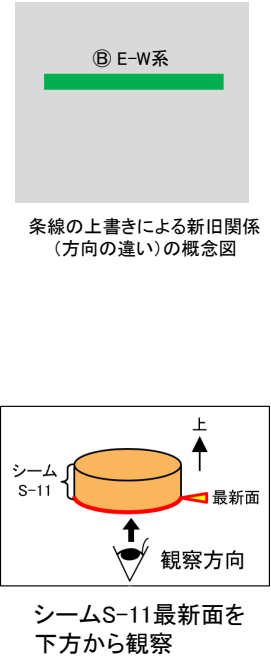 Ⓑ E-W系
条線の上書きによる新旧関係
（方向の違い）の概念図
上
シーム
S-11
最新面
観察方向
シームS-11最新面を
下方から観察